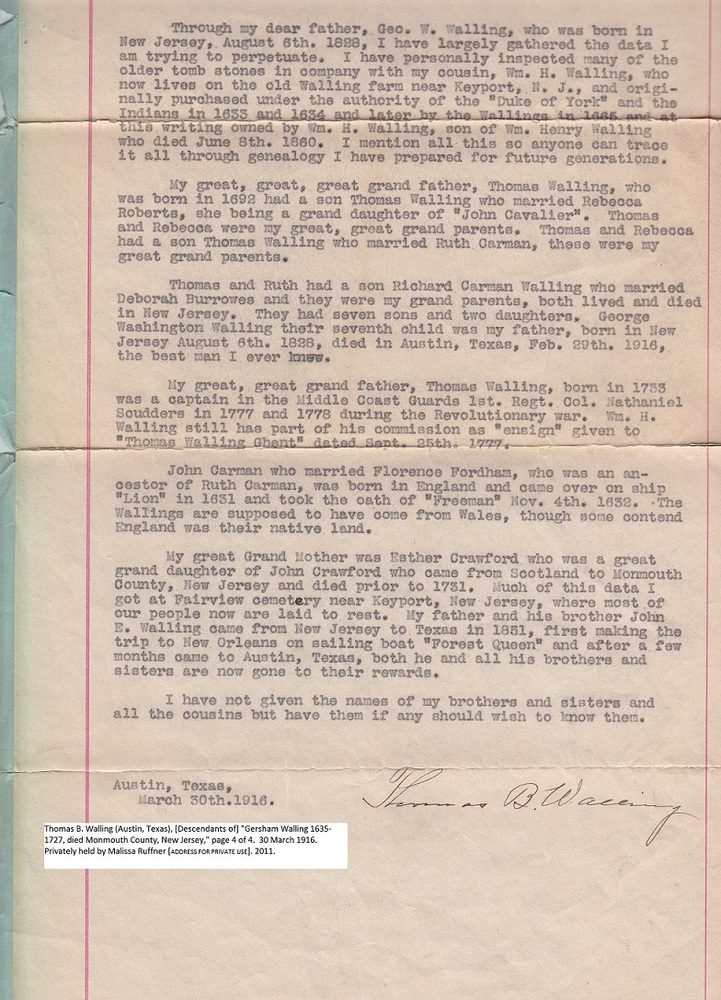 Through my dear father, Geo. W. Walling, who was born in
New Jersey, August 6th. 1828, I have largely gathered the data I
am trying to perpetuate. I have personally inspected many of the
older tomb stones in company with my cousin, Wm. H. Walling, who
now lives on the old Walling farm near Keyport, N. J., and origi-
nally purchased under the authority of the "Duke of York" and the
Indians in 1633 and 1634 and later by the Wallings in 1665 and at
this writing owned by Wm. H. Walling, son of Wm. Henry Walling
who died June 8th. 1860. I mention all this so anyone can trace
it all through genealogy I have prepared for future generations.
My great, great, great grand father, Thomas Walling, who
was born in 1692 had a son Thomas Walling who married Rebecca
Roberts, she being a grand daughter of "John Cavalier". Thomas
and Rebecca were my great, great grand parents. Thomas and Rebecca
had a son Thomas Walling who married Ruth Carman, these were my
great grand parents.
Thomas and Ruth had a son Richard Carman Walling who married
Deborah Burrowes and they were my grand parents, both lived and died
in New Jersey. They had seven sons and two daughters. George
Washington Walling their seventh child was my father, born in New
Jersey August 6th. 1828, died in Austin, Texas, Feb. 29th. 1916,
the best man I ever knew.
My great, great grand father, Thomas Walling, born in 1733
was a captain in the Middle Coast Guards 1st. Regt. Col. Nathaniel
Scudders in 1777 and 1778 during the Revolutionary war. Wm. H.
Walling still has part of his commission as "ensign" given to
"Thomas Walling Ghent" dated Sept. 25th. 1777.
John Carman who married Florence Fordham, who was an an-
cestor of Ruth Carman, was born in England and came over on ship
"Lion" in 1631 and took the oath of "Freeman" Nov. 4th. 1632. The
Wallings are supposed to have come from Wales, though some contend
England was their native land.
My great Grand Mother was Esther Crawford who was a great
grand daughter of John Crawford who came from Scotland to Monmouth
County, New Jersey and died prior to 1731. Much of this data I
got at Fairview cemetery near Keyport, New Jersey, where most of
our people now are laid to rest. My father and his brother John
E. Walling came from New Jersey to Texas in 1851, first making the
trip to New Orleans on sailing boat "Forest Queen" and after a few
months came to Austin, Texas, both he and all his brothers and
sisters are now gone to their rewards.
I have not given the names of my brothers and sisters and
all the cousins but have them if any should wish to know them.
Austin, Texas,
March 30th.1916.
Thomas B. Walling
Thomas B. Walling (Austin, Texas), [Descendants of] "Gersham Walling 1635-
1727, died Monmouth County, New Jersey," page 4 of 4. 30 March 1916.
Privately held by Malissa Ruffner [ADDRESS FOR PRIVATE USE]. 2011.